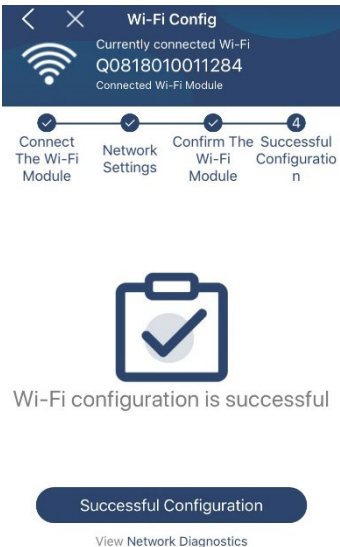 Wi-Fi Config
Currently connected Wi-Fi
Q0818010011284
Connected Wi-Fi Module
4
Connect
The Wi-Fi
Module
Network
Settings
Confirm The
Wi-Fi
Module
Successful
Configuratio
n
Wi-Fi configuration is successful
Successful Configuration
View Network Diagnostics